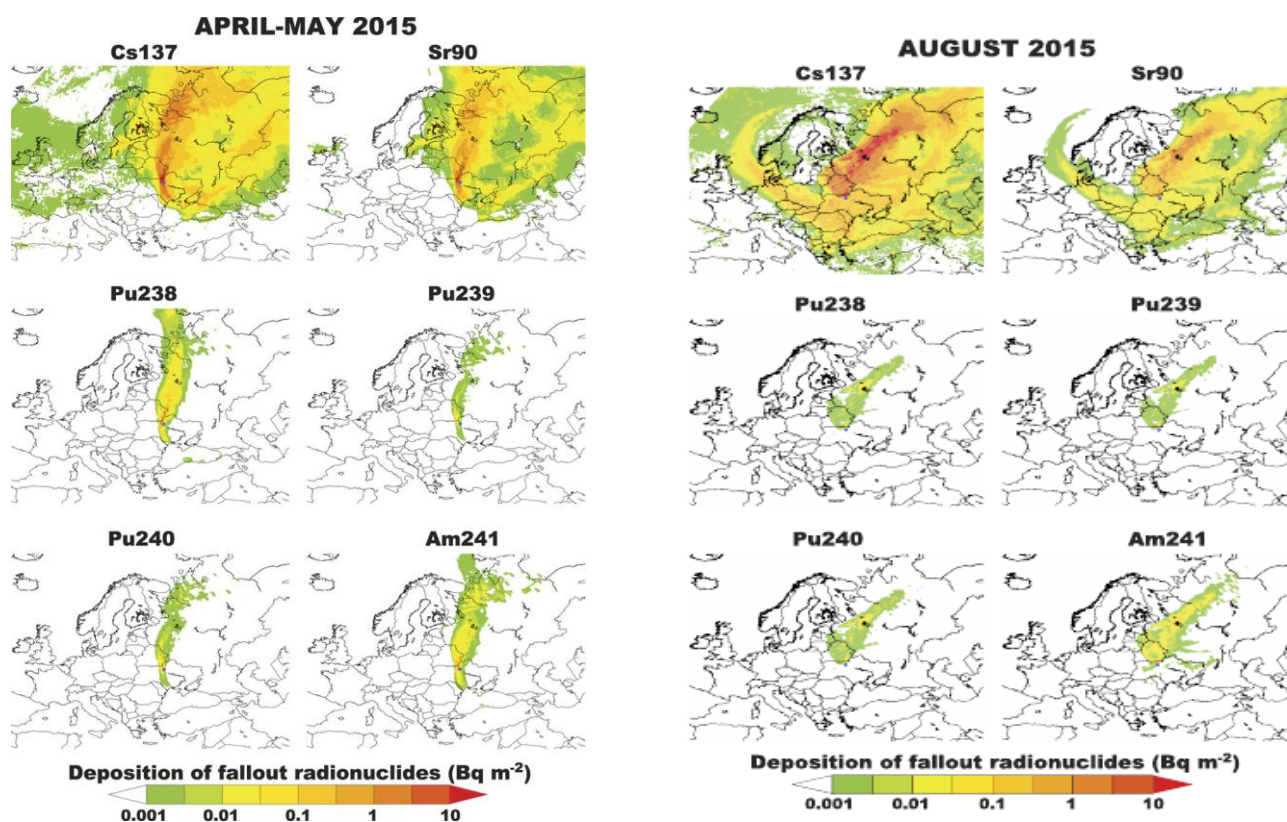 APRIL-MAY 2015
Cs137 Sr90
Pu238 Pu239
Pu240 Am241
Deposition of fallout radionuclides (Bq m⁻²)
0.001 0.01 0.1 1 10
AUGUST 2015
Cs137 Sr90
Pu238 Pu239
Pu240 Am241
Deposition of fallout radionuclides (Bq m⁻²)
0.001 0.01 0.1 1 10